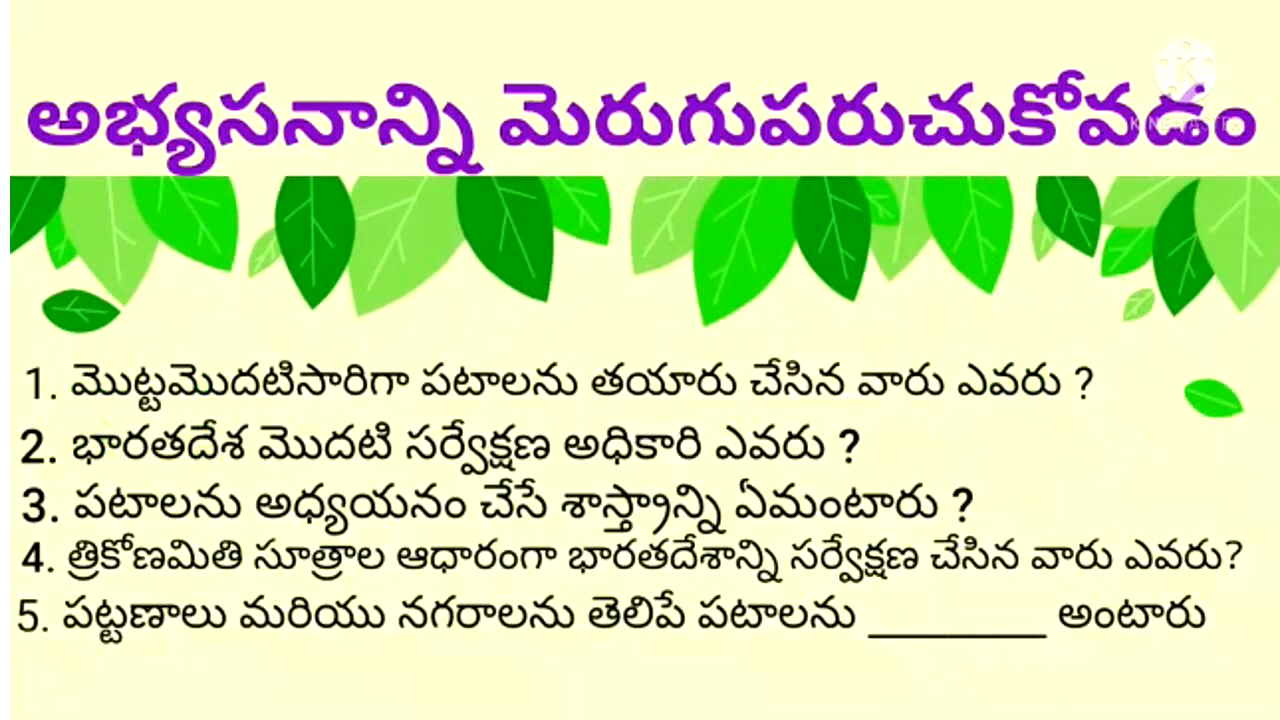 అభ్యసనాన్ని మెరుగుపరుచుకోవడం
1. మొట్టమొదటిసారిగా పటాలను తయారు చేసిన వారు ఎవరు ?
2. భారతదేశ మొదటి సర్వేక్షణ అధికారి ఎవరు ?
3. పటాలను అధ్యయనం చేసే శాస్త్రాన్ని ఏమంటారు ?
4. త్రికోణమితి సూత్రాల ఆధారంగా భారతదేశాన్ని సర్వేక్షణ చేసిన వారు ఎవరు?
5. పట్టణాలు మరియు నగరాలను తెలిపే పటాలను _________ అంటారు